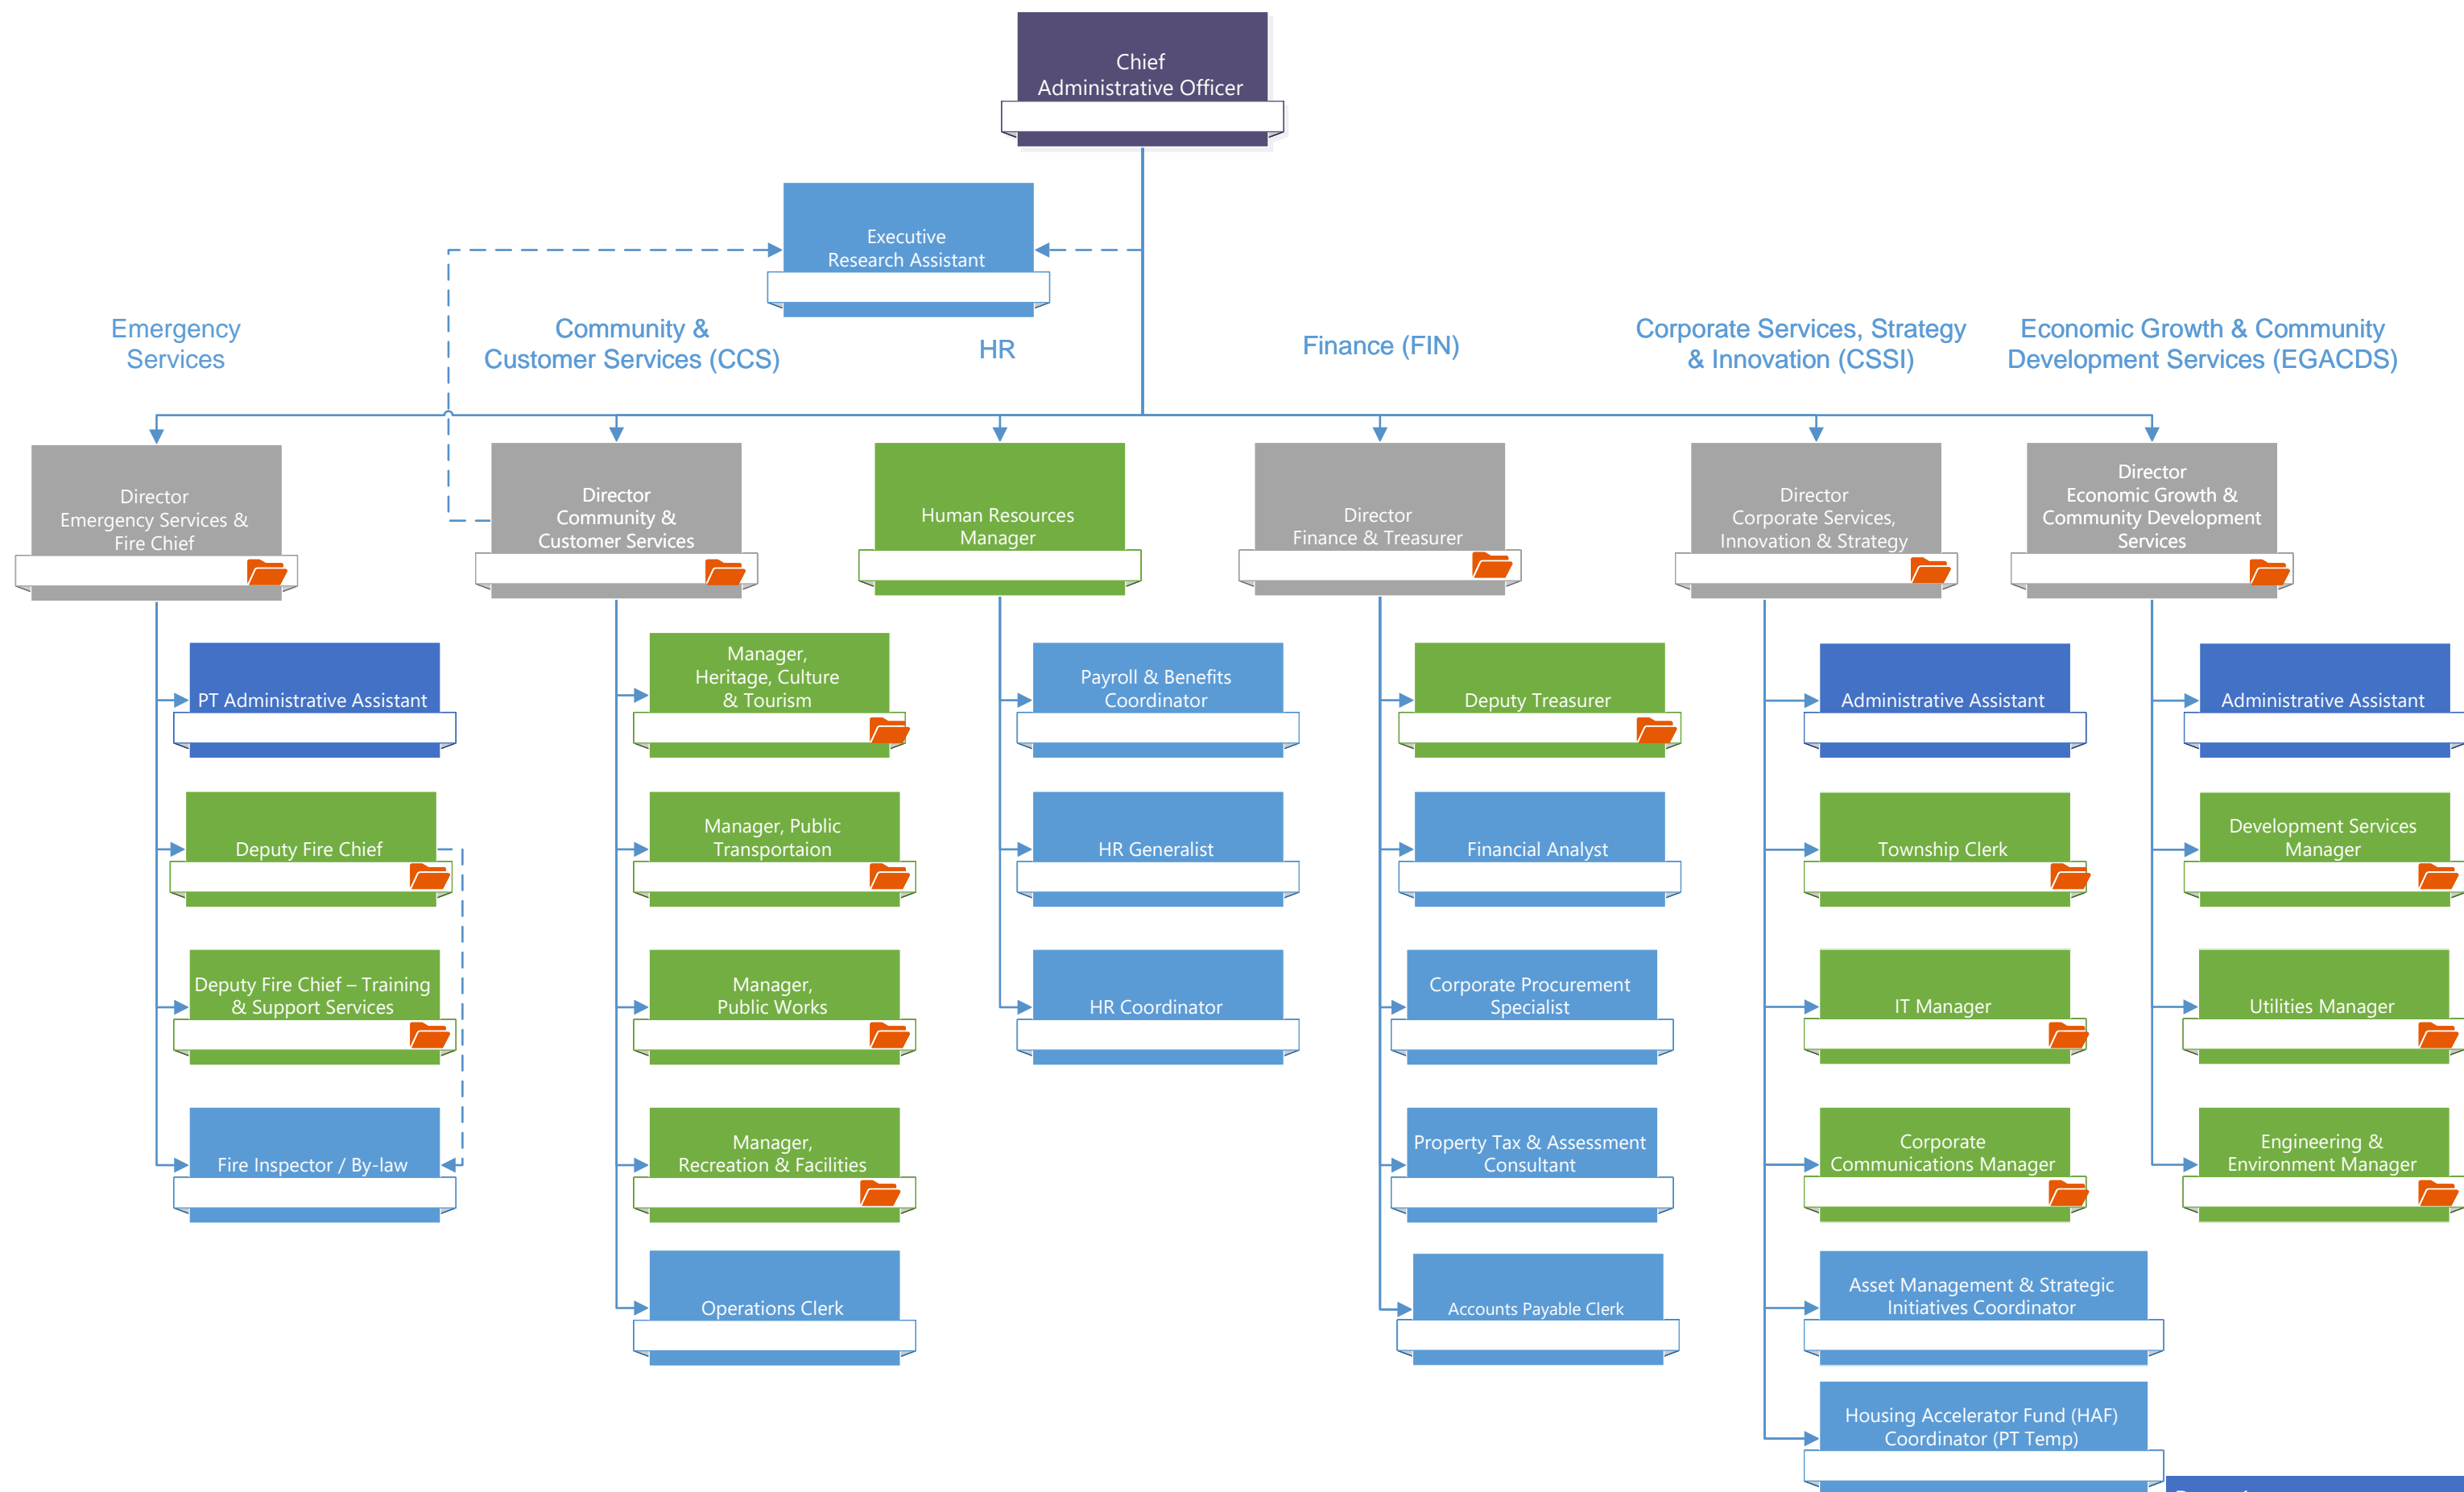 Chief
Administrative Officer
Executive
Research Assistant
Emergency
Services
Community &
Customer Services (CCS)
HR
Finance (FIN)
Corporate Services, Strategy
& Innovation (CSSI)
Economic Growth & Community
Development Services (EGACDS)
Director
Emergency Services &
Fire Chief
Director
Community &
Customer Services
Human Resources
Manager
Director
Finance & Treasurer
Director
Corporate Services,
Innovation & Strategy
Director
Economic Growth &
Community Development
Services
PT Administrative Assistant
Manager,
Heritage, Culture
& Tourism
Payroll & Benefits
Coordinator
Deputy Treasurer
Administrative Assistant
Administrative Assistant
Deputy Fire Chief
Manager, Public
Transportaion
HR Generalist
Financial Analyst
Township Clerk
Development Services
Manager
Deputy Fire Chief – Training
& Support Services
Manager,
Public Works
HR Coordinator
Corporate Procurement
Specialist
IT Manager
Utilities Manager
Fire Inspector / By-law
Manager,
Recreation & Facilities
Property Tax & Assessment
Consultant
Corporate
Communications Manager
Engineering &
Environment Manager
Operations Clerk
Accounts Payable Clerk
Asset Management & Strategic
Initiatives Coordinator
Housing Accelerator Fund (HAF)
Coordinator (PT Temp)